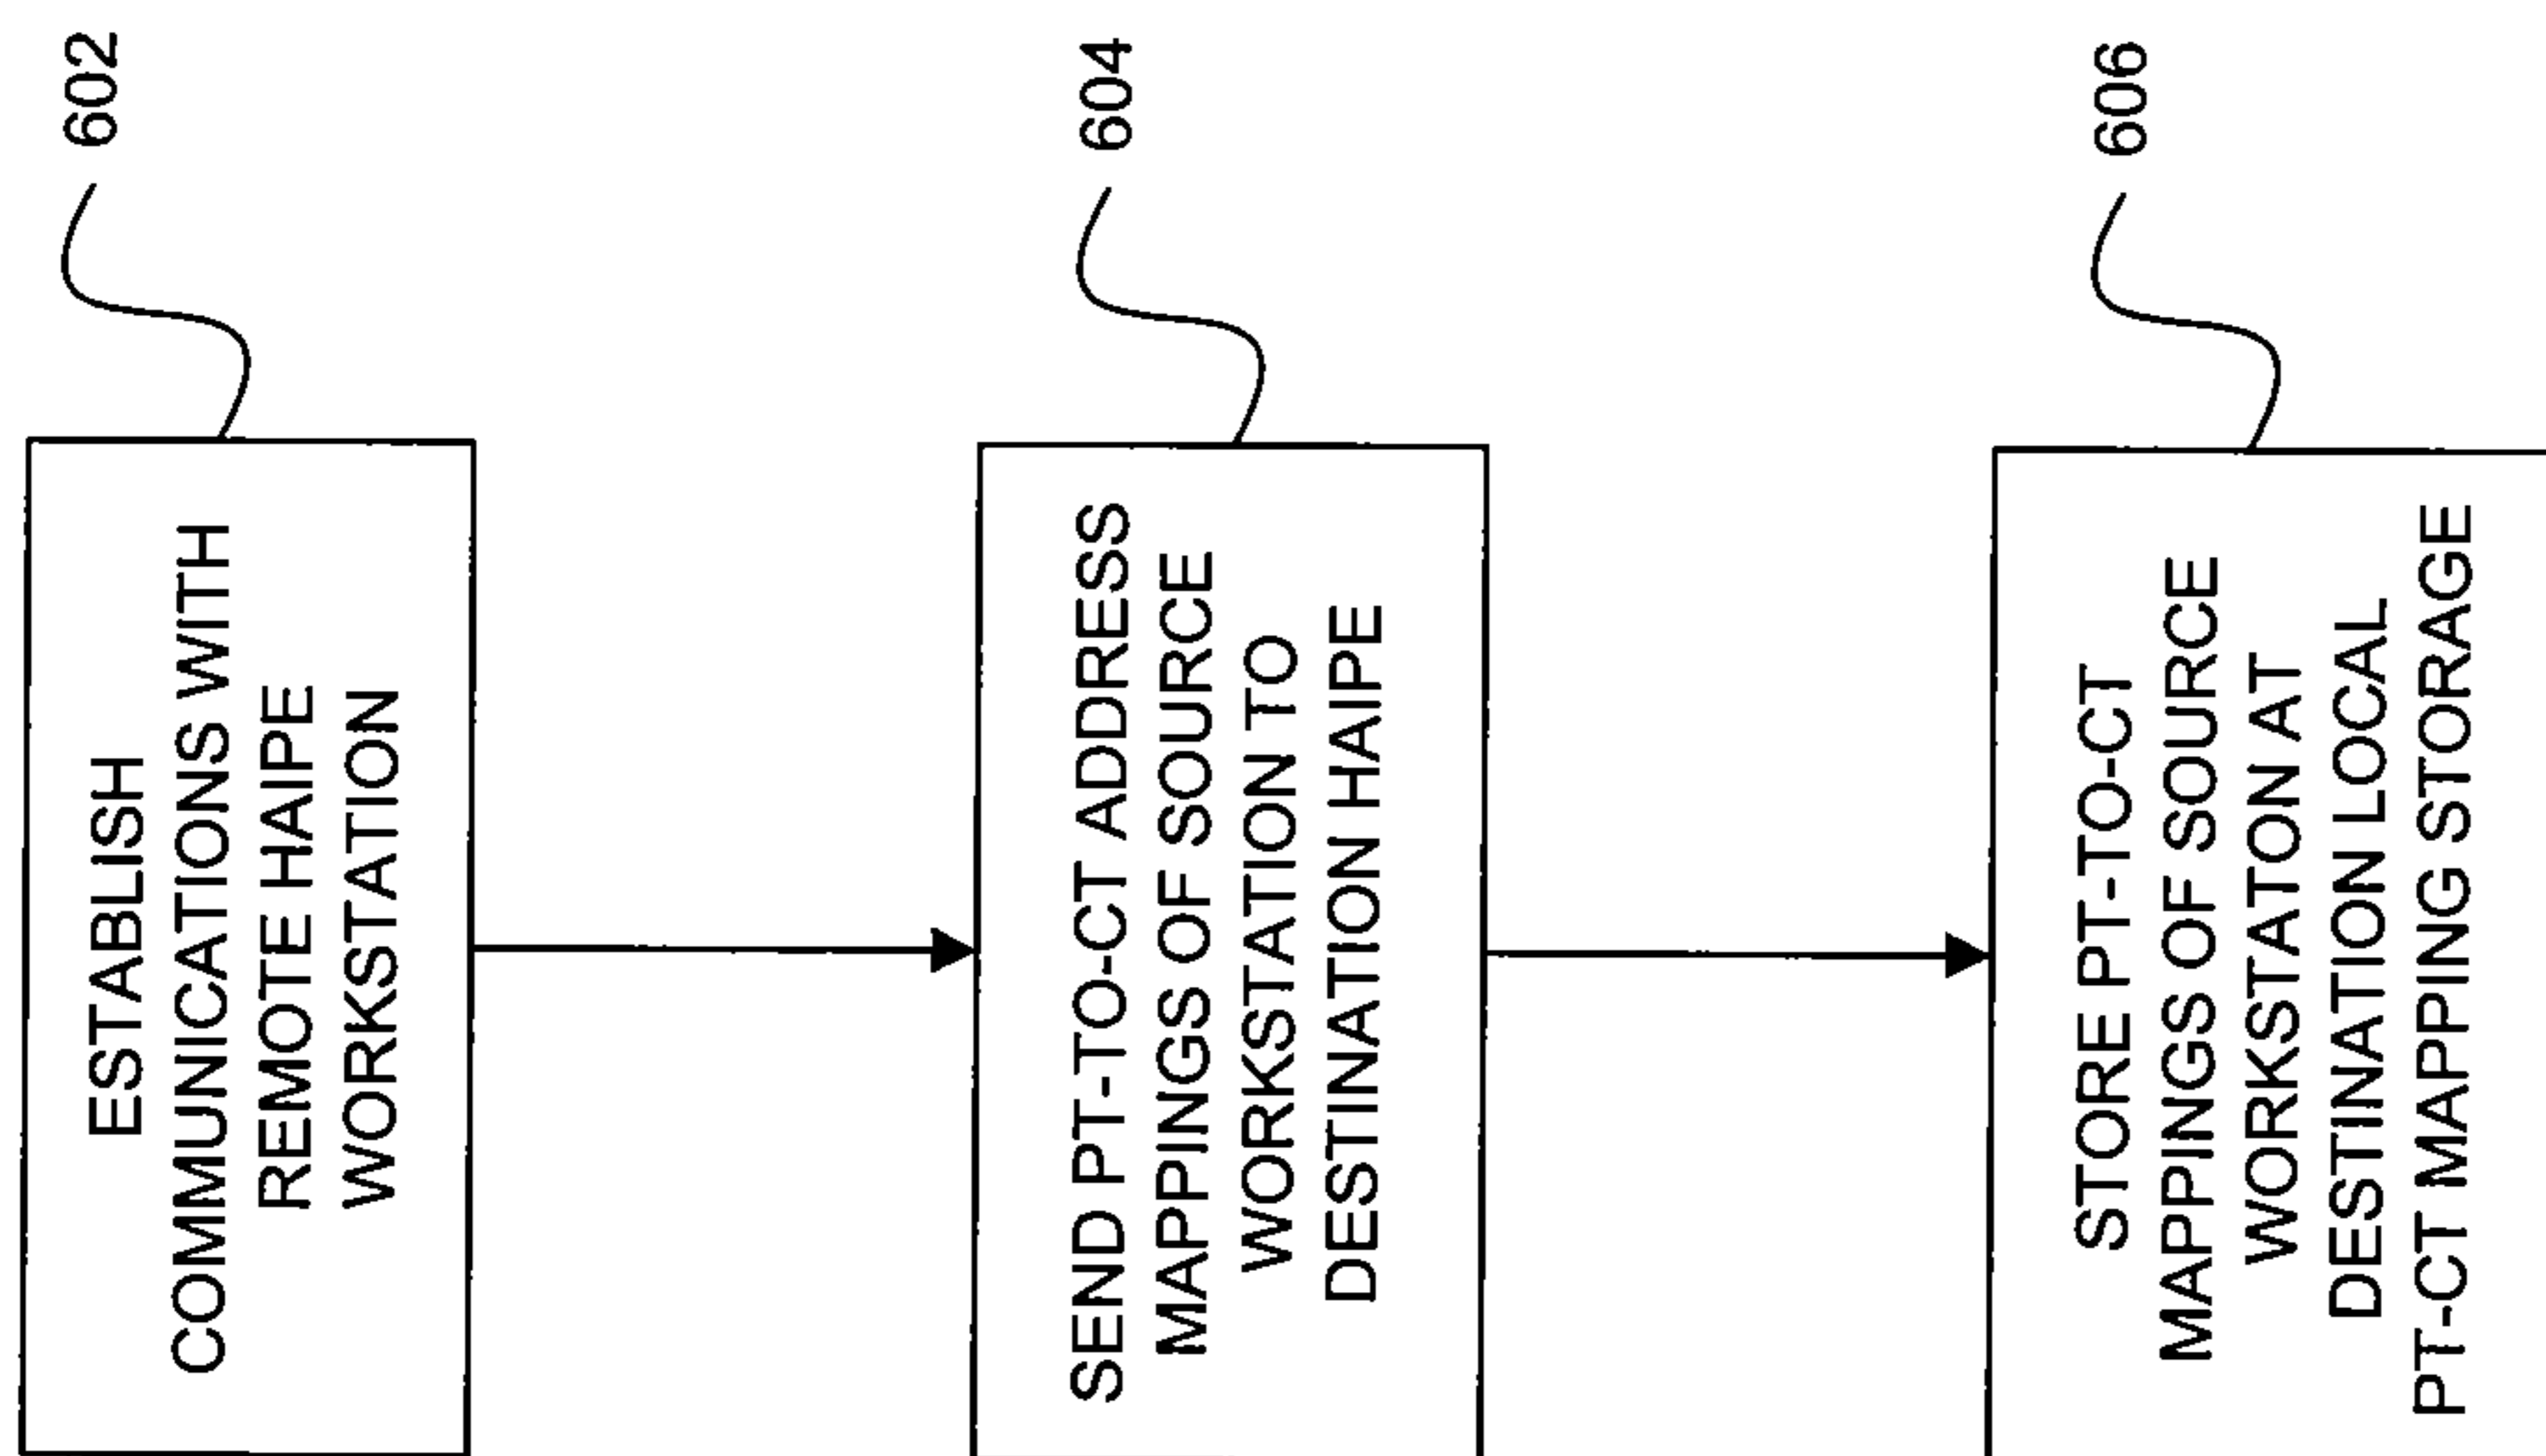 602
ESTABLISH
COMMUNICATIONS WITH
REMOTE HAIPE
WORKSTATION
604
SEND PT-TO-CT ADDRESS
MAPPINGS OF SOURCE
WORKSTATION TO
DESTINATION HAIPE
606
STORE PT-TO-CT
MAPPINGS OF SOURCE
WORKSTATON AT
DESTINATION LOCAL
PT-CT MAPPING STORAGE